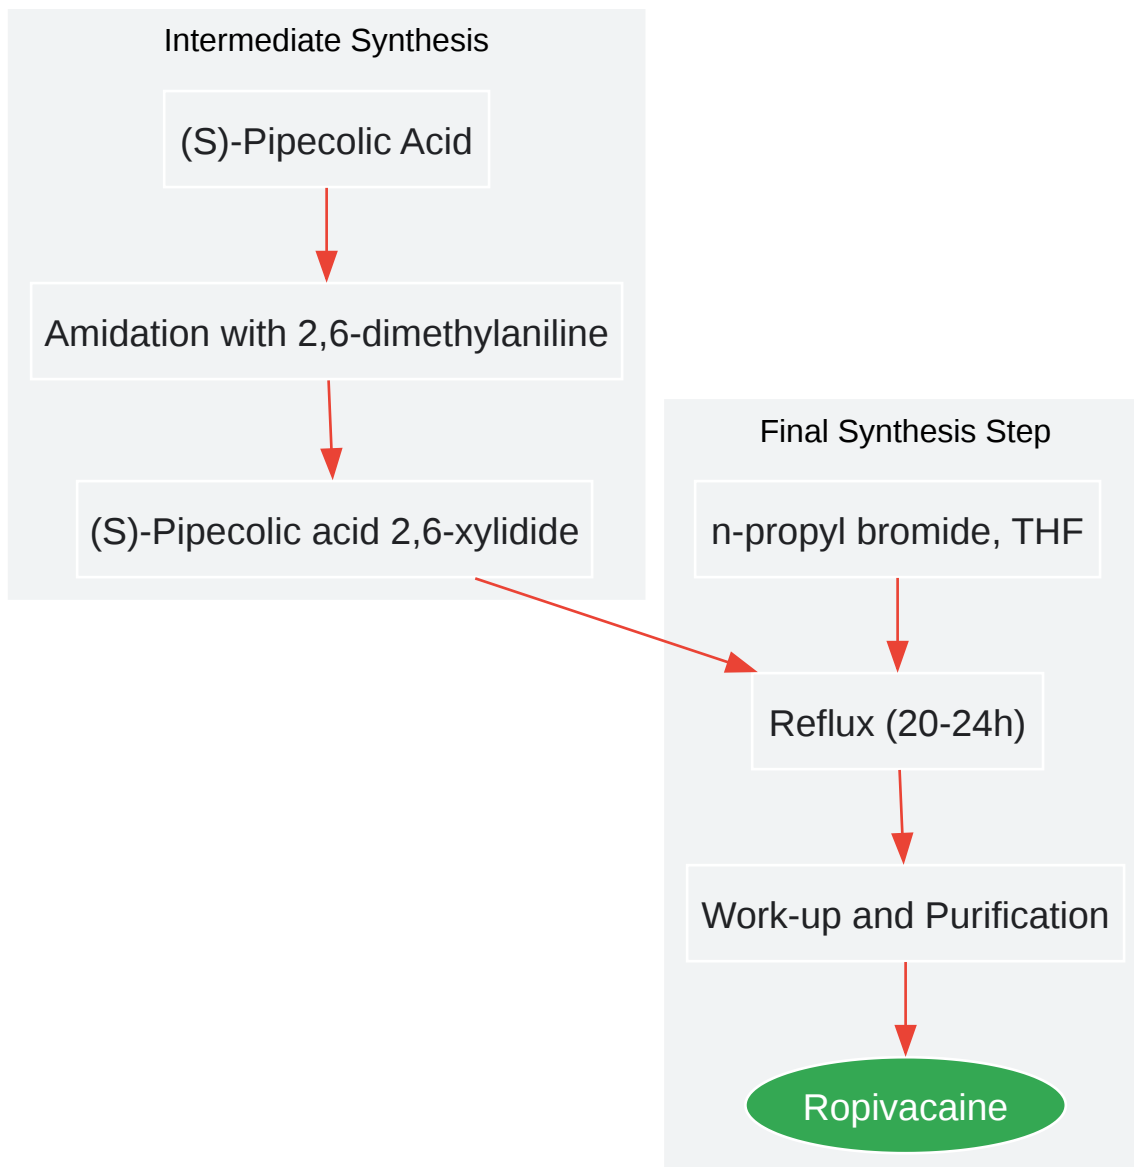 Intermediate Synthesis
(S)-Pipecolic Acid
Amidation with 2,6-dimethylaniline
(S)-Pipecolic acid 2,6-xylidide
Final Synthesis Step
n-propyl bromide, THF
Reflux (20-24h)
Work-up and Purification
Ropivacaine